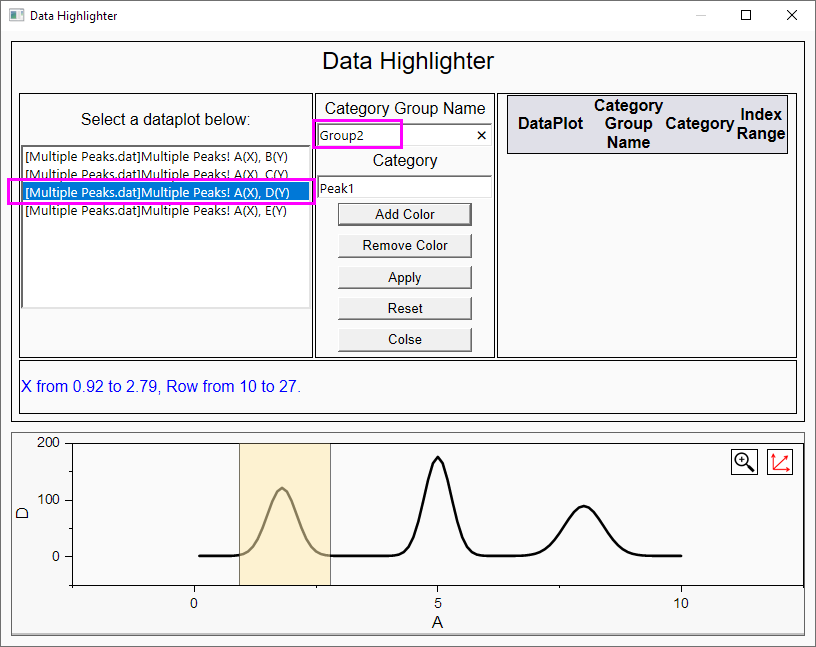 Data Highlighter
Data Highlighter
Select a dataplot below:
[Multiple Peaks.dat]Multiple Peaks! A(X), B(Y)
[Multiple Peaks.dat]Multiple Peaks! A(X), C(Y)
[Multiple Peaks.dat]Multiple Peaks! A(X), D(Y)
[Multiple Peaks.dat]Multiple Peaks! A(X), E(Y)
Category Group Name
Group2
Category
Peak1
Add Color
Remove Color
Apply
Reset
Colse
DataPlot
Category
Group
Name
Category
Index
Range
X from 0.92 to 2.79, Row from 10 to 27.
200
100
0
D
0 5 10
A